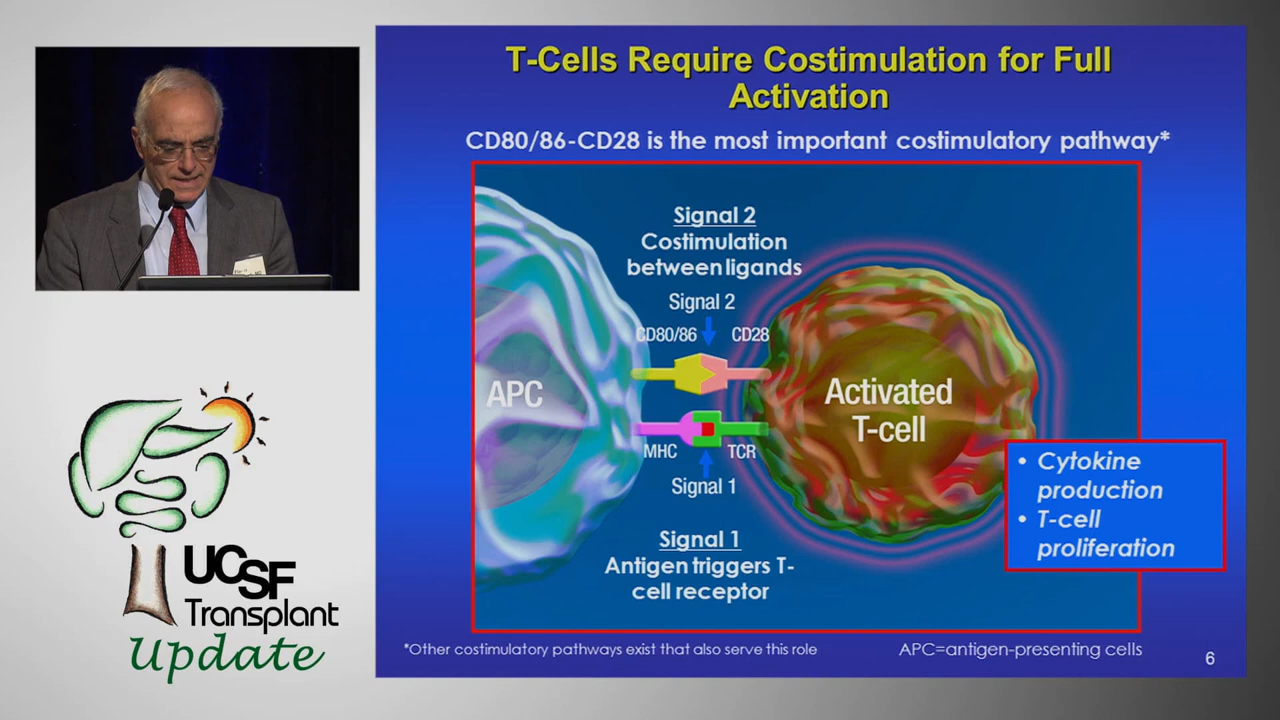 T-Cells Require Costimulation for Full
Activation
CD80/86-CD28 is the most important costimulatory pathway*
Signal 2
Costimulation
between ligands
Signal 2
CD80/86 CD28
APC
Activated
T-cell
MHC TCR
Signal 1
Signal 1
Antigen triggers T-
cell receptor
• Cytokine
production
• T-cell
proliferation
*Other costimulatory pathways exist that also serve this role
APC=antigen-presenting cells
6
UCSF
Transplant
Update